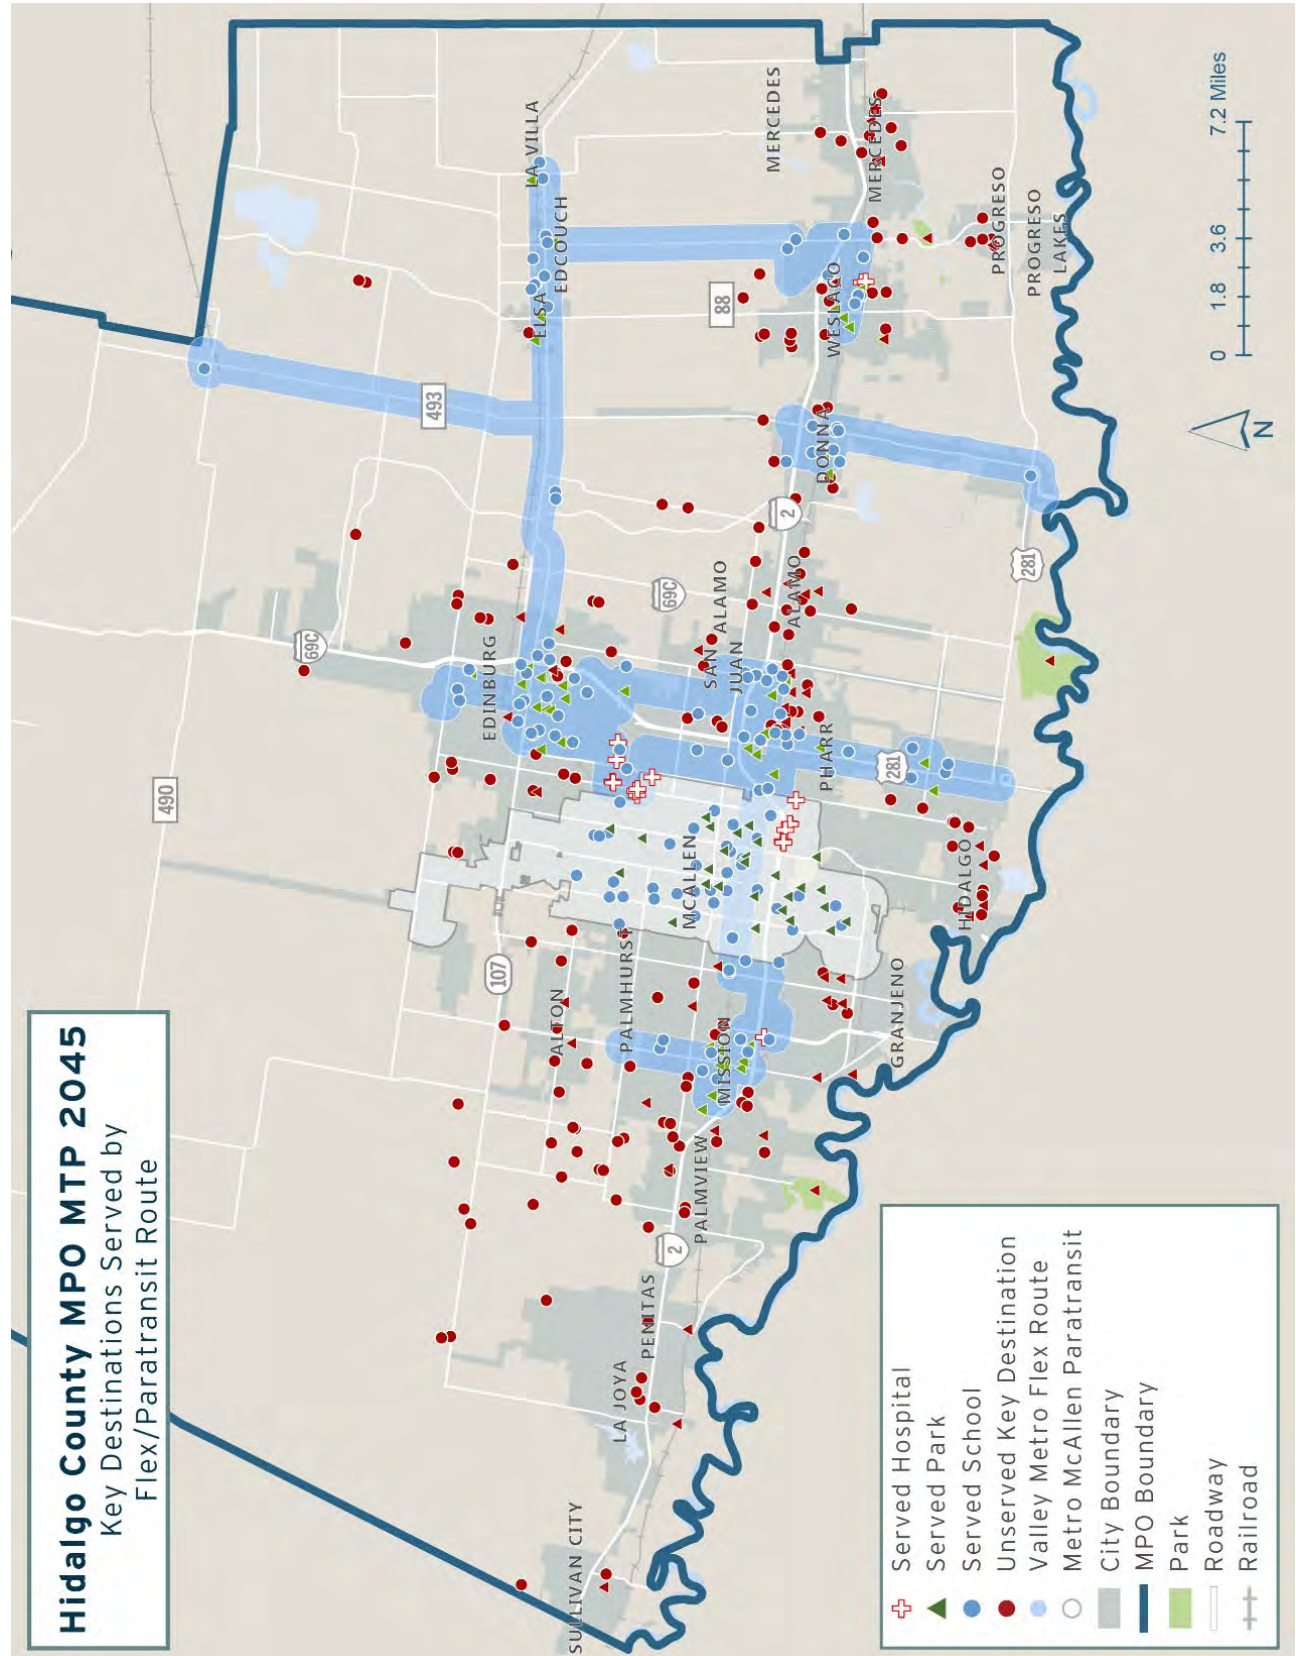 Hidalgo County MPO MTP 2045
Key Destinations Served by
Flex/Paratransit Route
490
69C
493
107
EDINBURG
ELSA
EDCOUCH
LA VILLA
ALTON
PALMHURST
MCALLEN
69C
SAN
JUAN
ALAMO
88
MERCEDES
SULLIVAN CITY
LA JOYA
PENITAS
2
PALMVIEW
MISSION
PHARR
ALAMO
2
DONNA
WESLACO
MERCEDES
GRANJENO
HIDALGO
281
281
PROGRESO
PROGRESO
LAKES
Served Hospital
Served Park
Served School
Unserved Key Destination
Valley Metro Flex Route
Metro McAllen Paratransit
City Boundary
MPO Boundary
Park
Roadway
Railroad
N
0 1.8 3.6 7.2 Miles